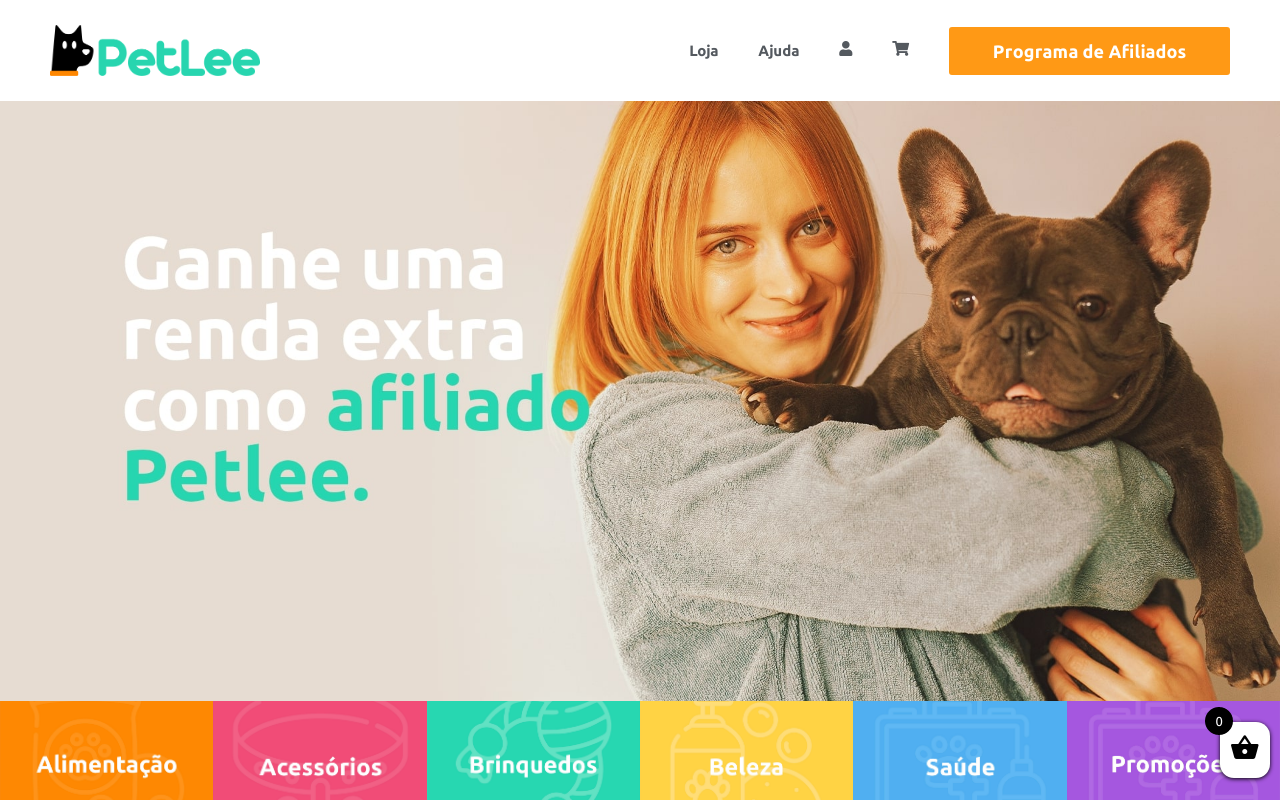 PetLee
Loja
Ajuda
Programa de Afiliados
Ganhe uma
renda extra
como afiliado
Petlee.
Alimentação
Acessórios
Brinquedos
Beleza
Saúde
Promoçõe
0